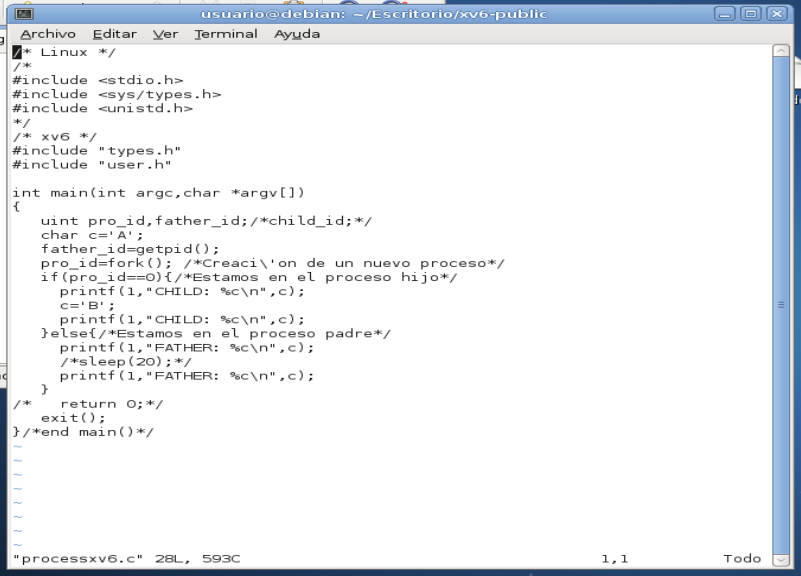 usuario@debian: ~/Escritorio/xv6-public
Archivo Editar Ver Terminal Ayuda
/* Linux */
/*
#include <stdio.h>
#include <sys/types.h>
#include <unistd.h>
*/
/* xv6 */
#include "types.h"
#include "user.h"

int main(int argc,char *argv[])
{
   uint pro_id,father_id;/*child_id;*/
   char c='A';
   father_id=getpid();
   pro_id=fork(); /*Creaci\'on de un nuevo proceso*/
   if(pro_id==0){/*Estamos en el proceso hijo*/
     printf(1,"CHILD: %c\n",c);
     c='B';
     printf(1,"CHILD: %c\n",c);
   }else{/*Estamos en el proceso padre*/
     printf(1,"FATHER: %c\n",c);
     /*sleep(20);*/
     printf(1,"FATHER: %c\n",c);
   }
/*   return 0;*/
   exit();
}/*end main()*/
~
~
~
~
~
~
~
~
"processxv6.c" 28L, 593C 1,1 Todo